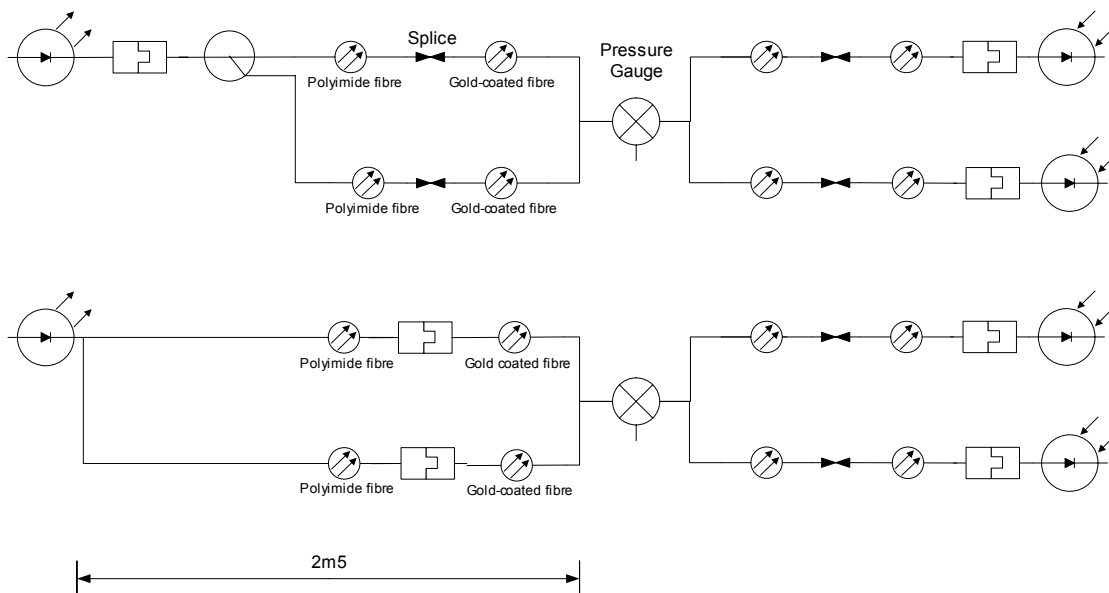 Splice
Pressure
Gauge
Polyimide fibre
Gold-coated fibre
Polyimide fibre
Gold-coated fibre
Polyimide fibre
Gold coated fibre
Polyimide fibre
Gold-coated fibre
2m5